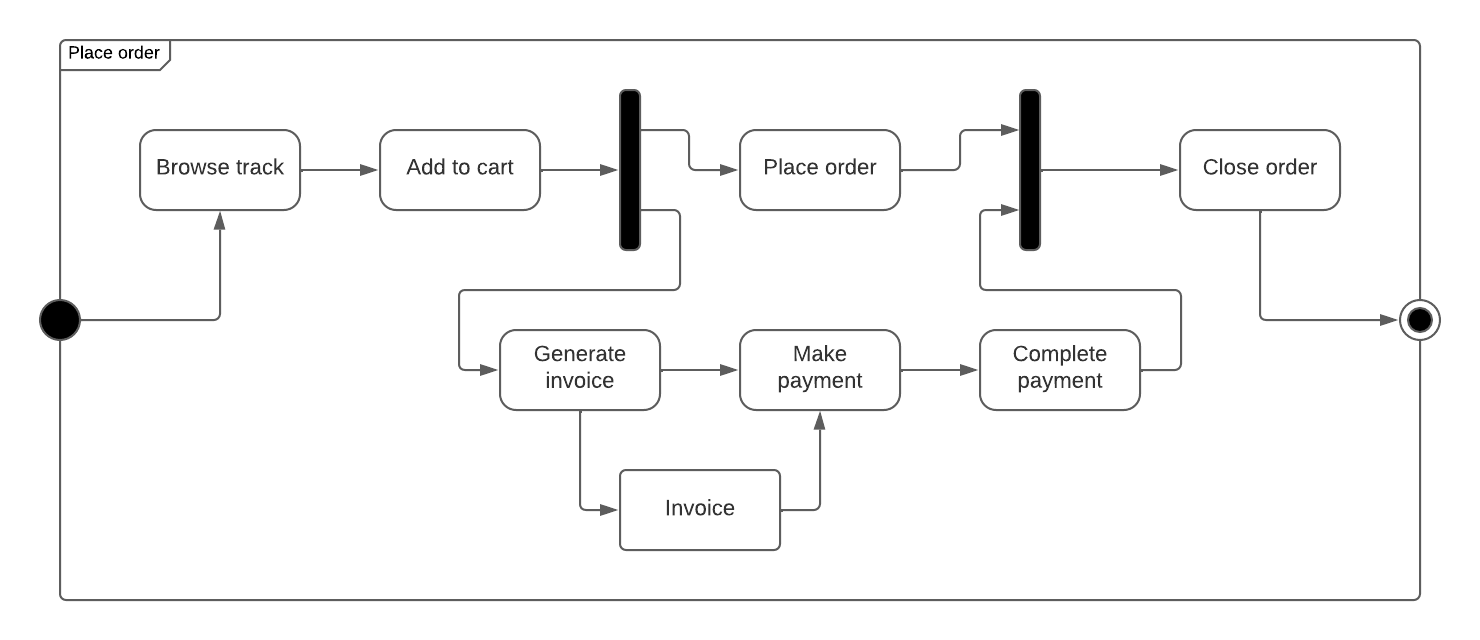 Place order
Browse track
Add to cart
Place order
Close order
Generate
invoice
Make
payment
Complete
payment
Invoice